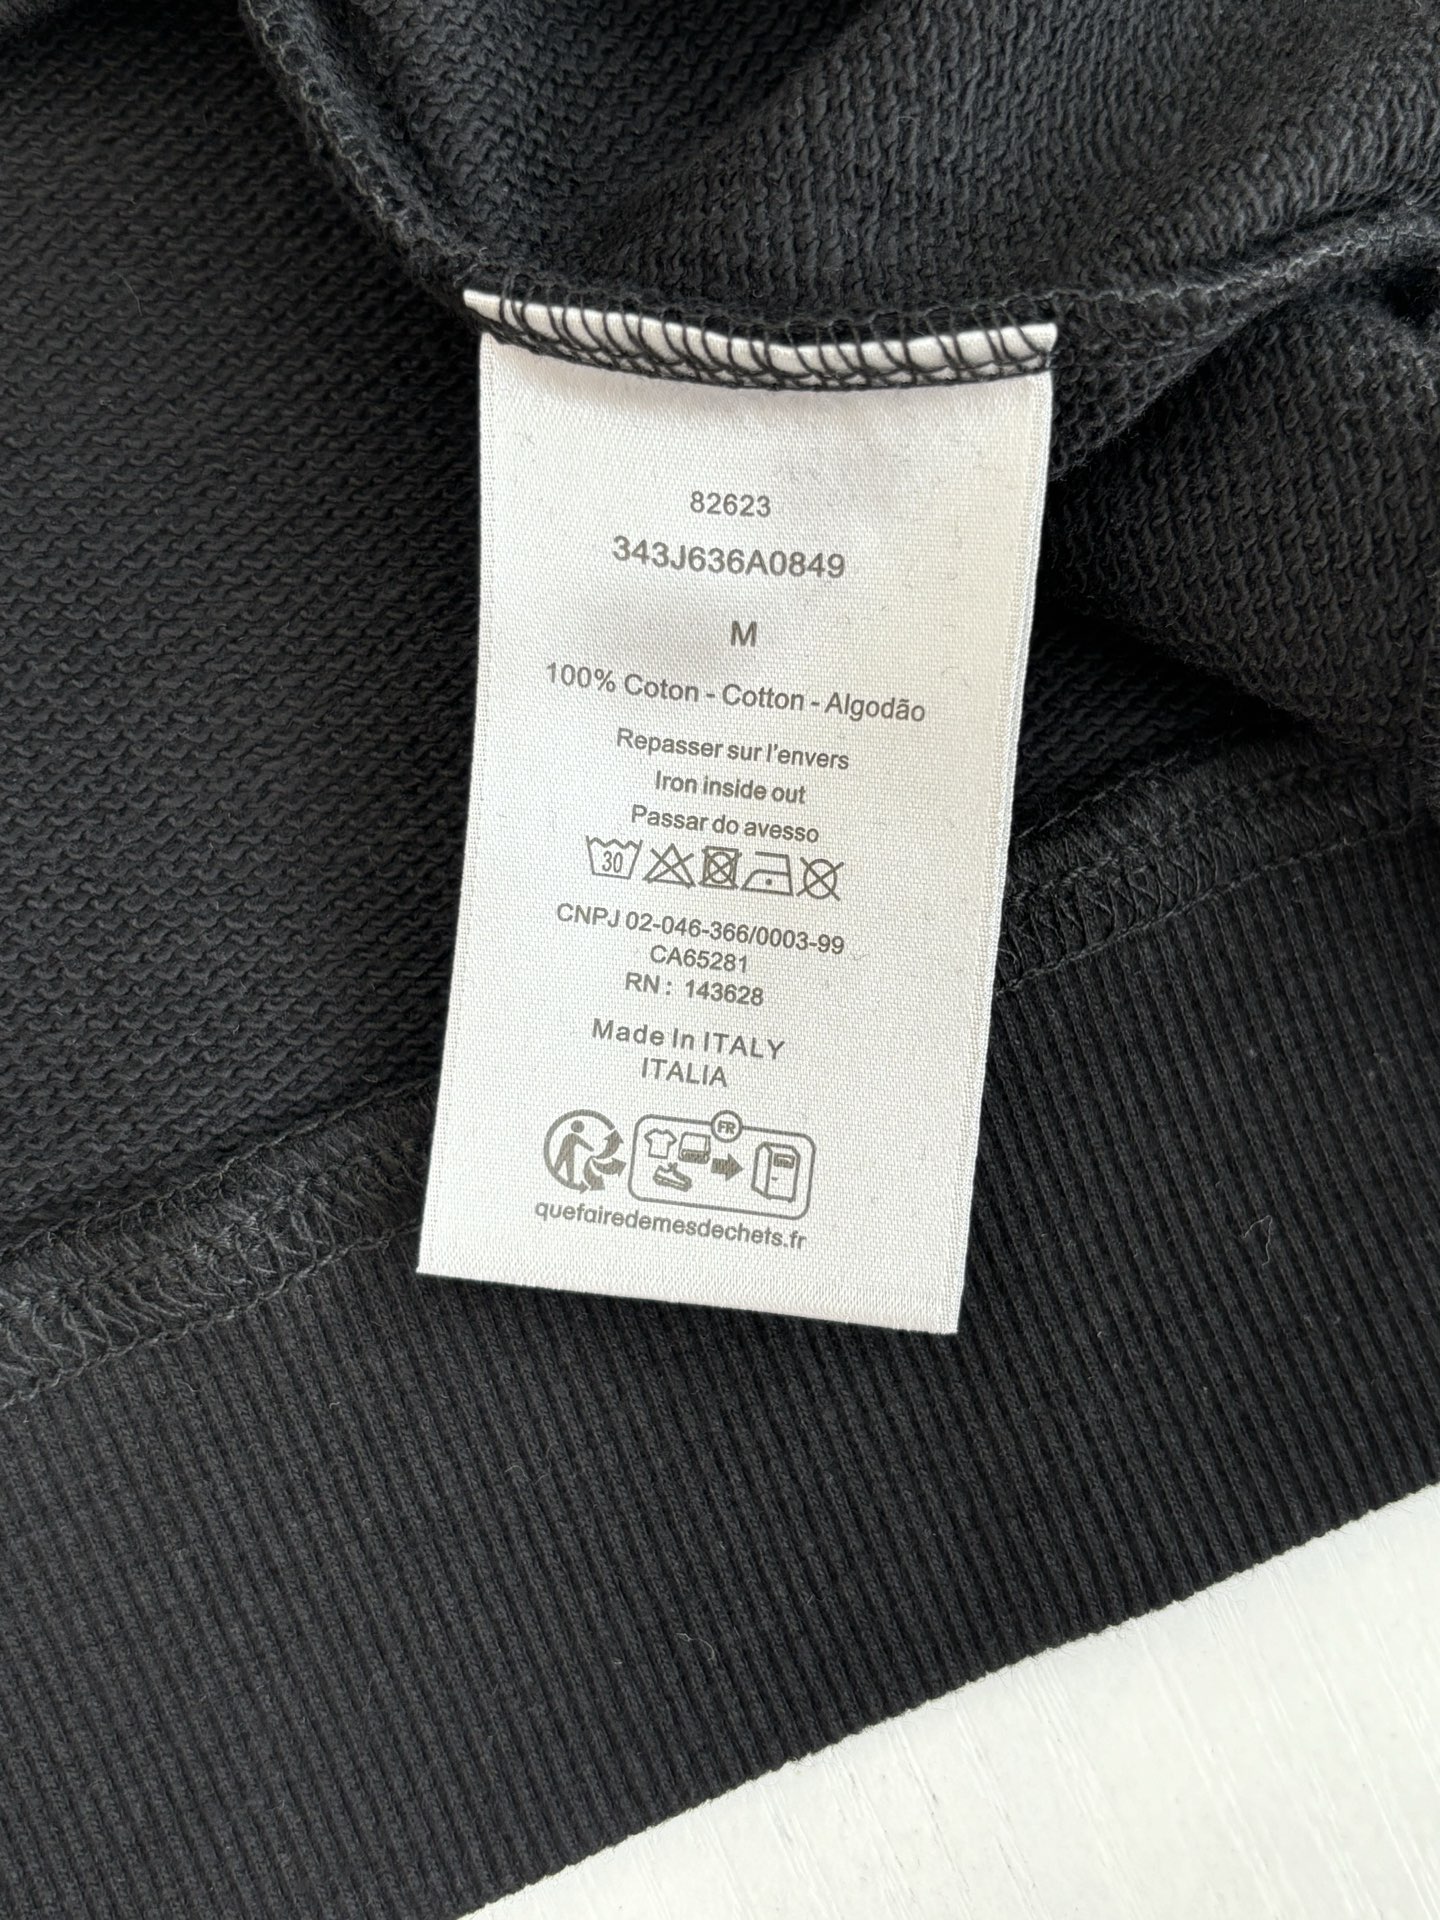 82623
343J636A0849
M
100% Coton - Cotton - Algodão
Repasser sur l'envers
Iron inside out
Passar do avesso
30
CNPJ 02-046-366/0003-99
CA65281
RN : 143628
Made In ITALY
ITALIA
FR
quefairedemesdechets.fr